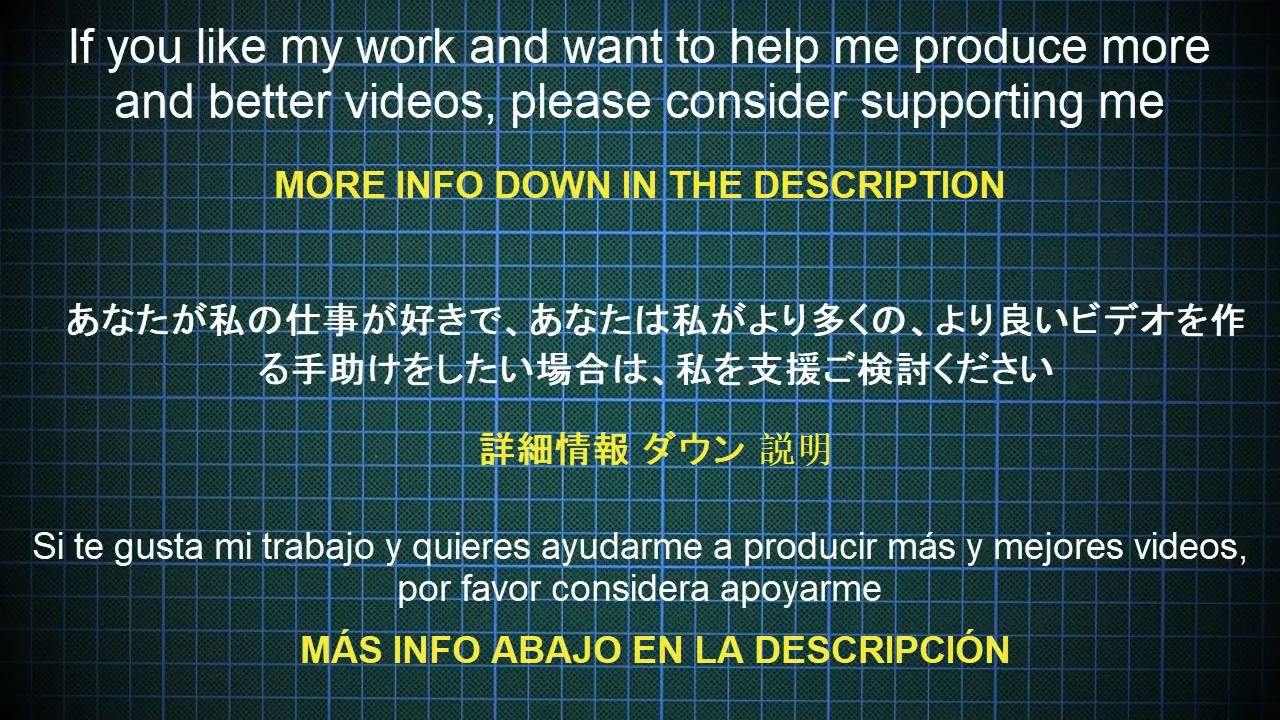 If you like my work and want to help me produce more
and better videos, please consider supporting me
MORE INFO DOWN IN THE DESCRIPTION
あなたが私の仕事が好きで、あなたは私がより多くの、より良いビデオを作
る手助けをしたい場合は、私を支援ご検討ください
詳細情報 ダウン 説明
Si te gusta mi trabajo y quieres ayudarme a producir más y mejores videos,
por favor considera apoyarme
MÁS INFO ABAJO EN LA DESCRIPCIÓN